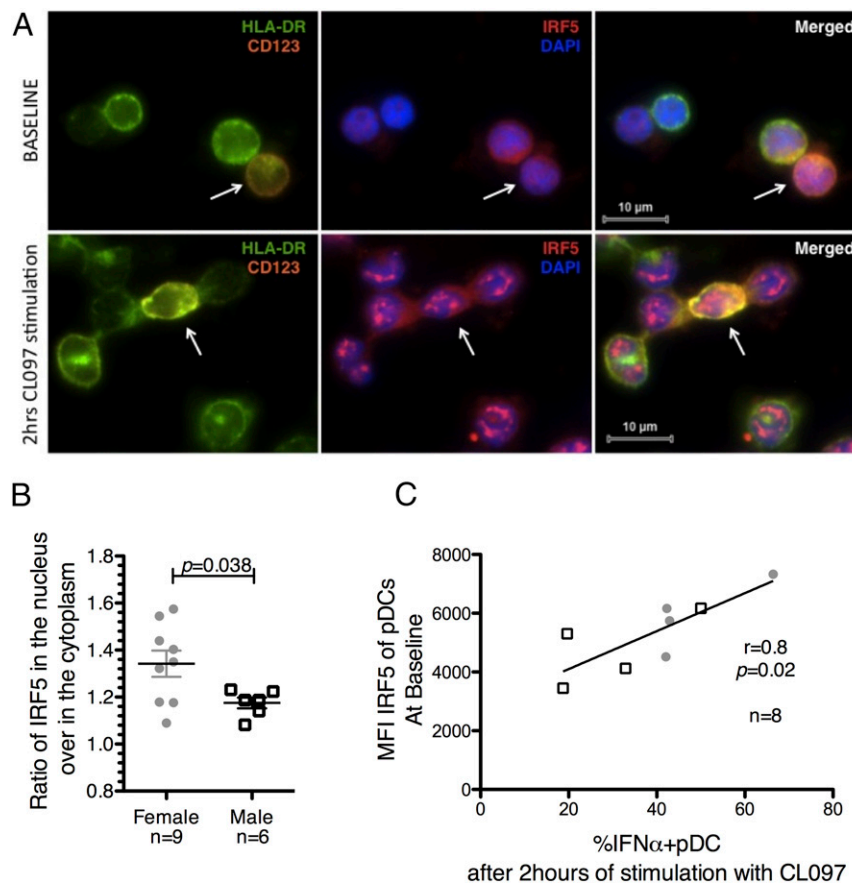 A
HLA-DR
CD123
IRF5
DAPI
Merged
BASELINE
10 µm
HLA-DR
CD123
IRF5
DAPI
Merged
2hrs CL097 stimulation
10 µm
B
Ratio of IRF5 in the nucleus
over in the cytoplasm
1.8
1.6
1.4
1.2
1.0
0.8
p=0.038
Female
n=9
Male
n=6
C
MFI IRF5 of pDCs
At Baseline
8000
6000
4000
2000
0
r=0.8
p=0.02
n=8
0 20 40 60 80
%IFNα+pDC
after 2hours of stimulation with CL097